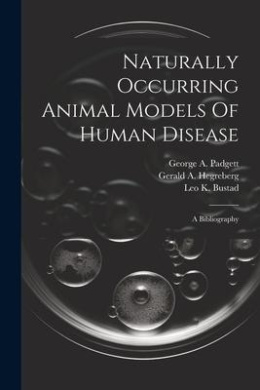 Naturally
Occurring
Animal Models Of
Human Disease
George A. Padgett
Gerald A. Hegreberg
Leo K. Bustad
A Bibliography